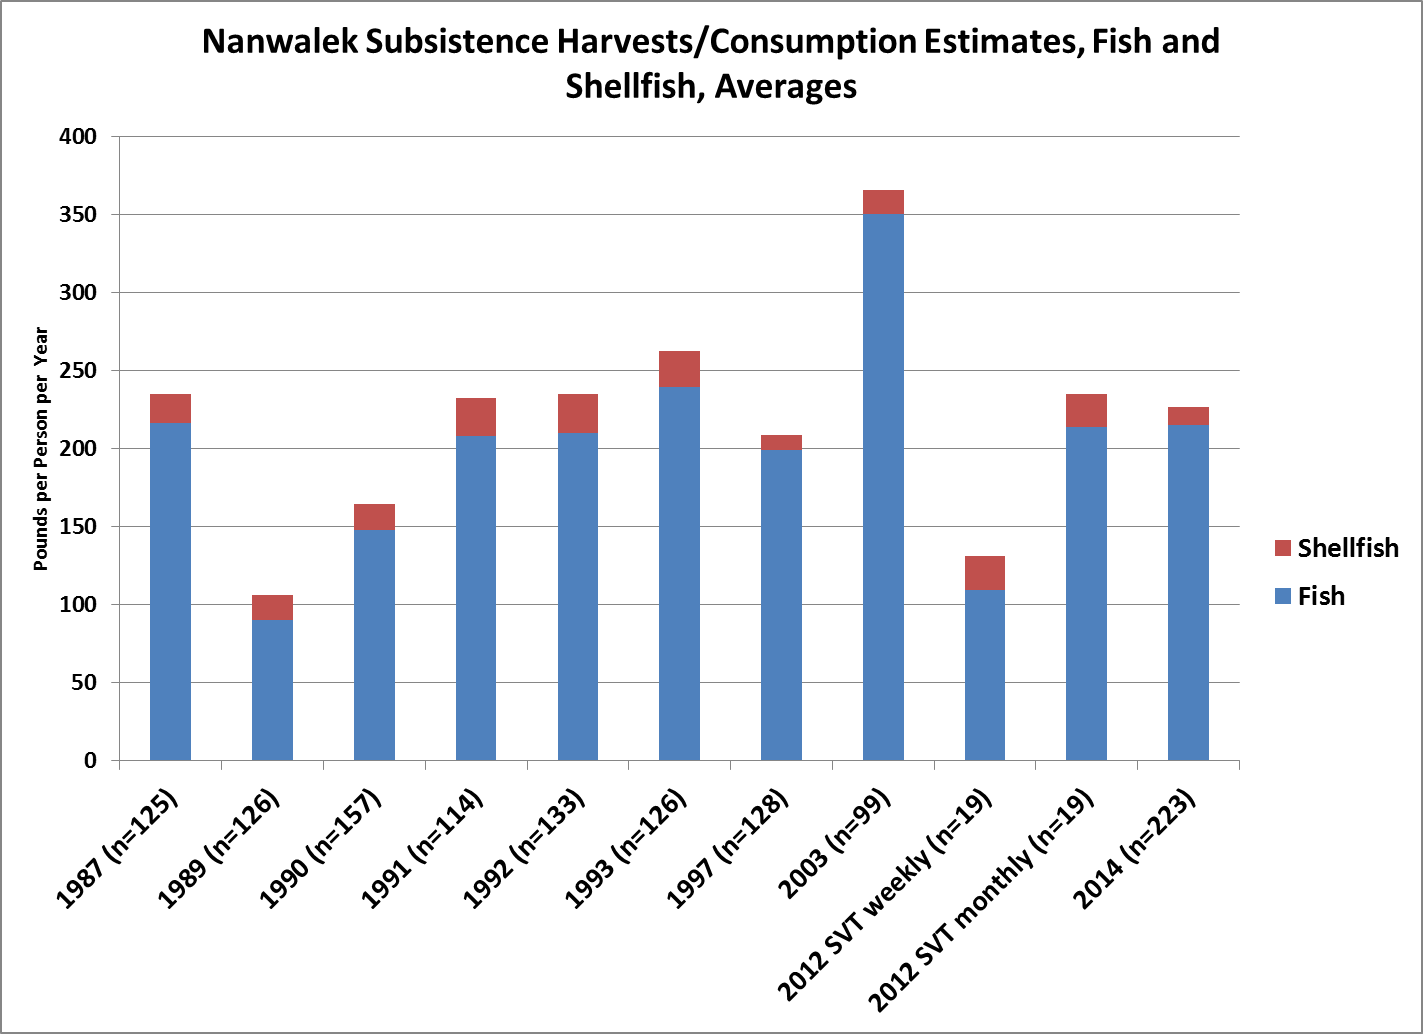 Nanwalek Subsistence Harvests/Consumption Estimates, Fish and
Shellfish, Averages
400
350
300
250
200
150
100
50
0
Pounds per Person per Year
1987 (n=125)
1989 (n=126)
1990 (n=157)
1991 (n=114)
1992 (n=133)
1993 (n=126)
1997 (n=128)
2003 (n=99)
2012 SVT weekly (n=19)
2012 SVT monthly (n=19)
2014 (n=223)
Shellfish
Fish